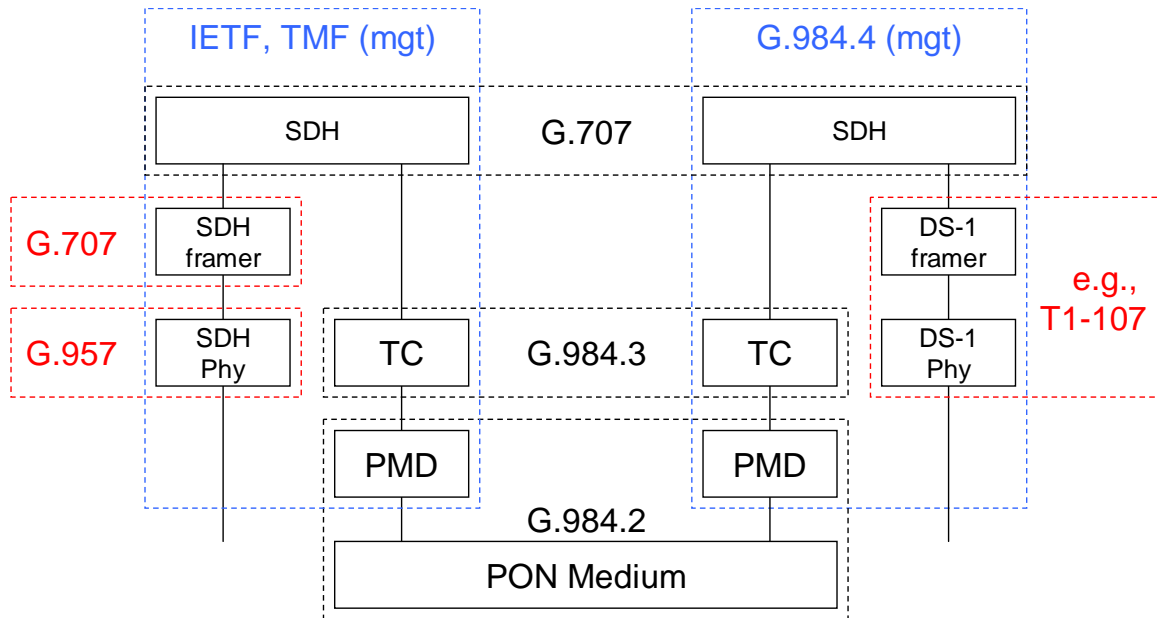 IETF, TMF (mgt)
G.984.4 (mgt)
SDH
G.707
SDH
G.707
SDH
framer
DS-1
framer
e.g.,
T1-107
G.957
SDH
Phy
TC
G.984.3
TC
DS-1
Phy
PMD
PMD
G.984.2
PON Medium